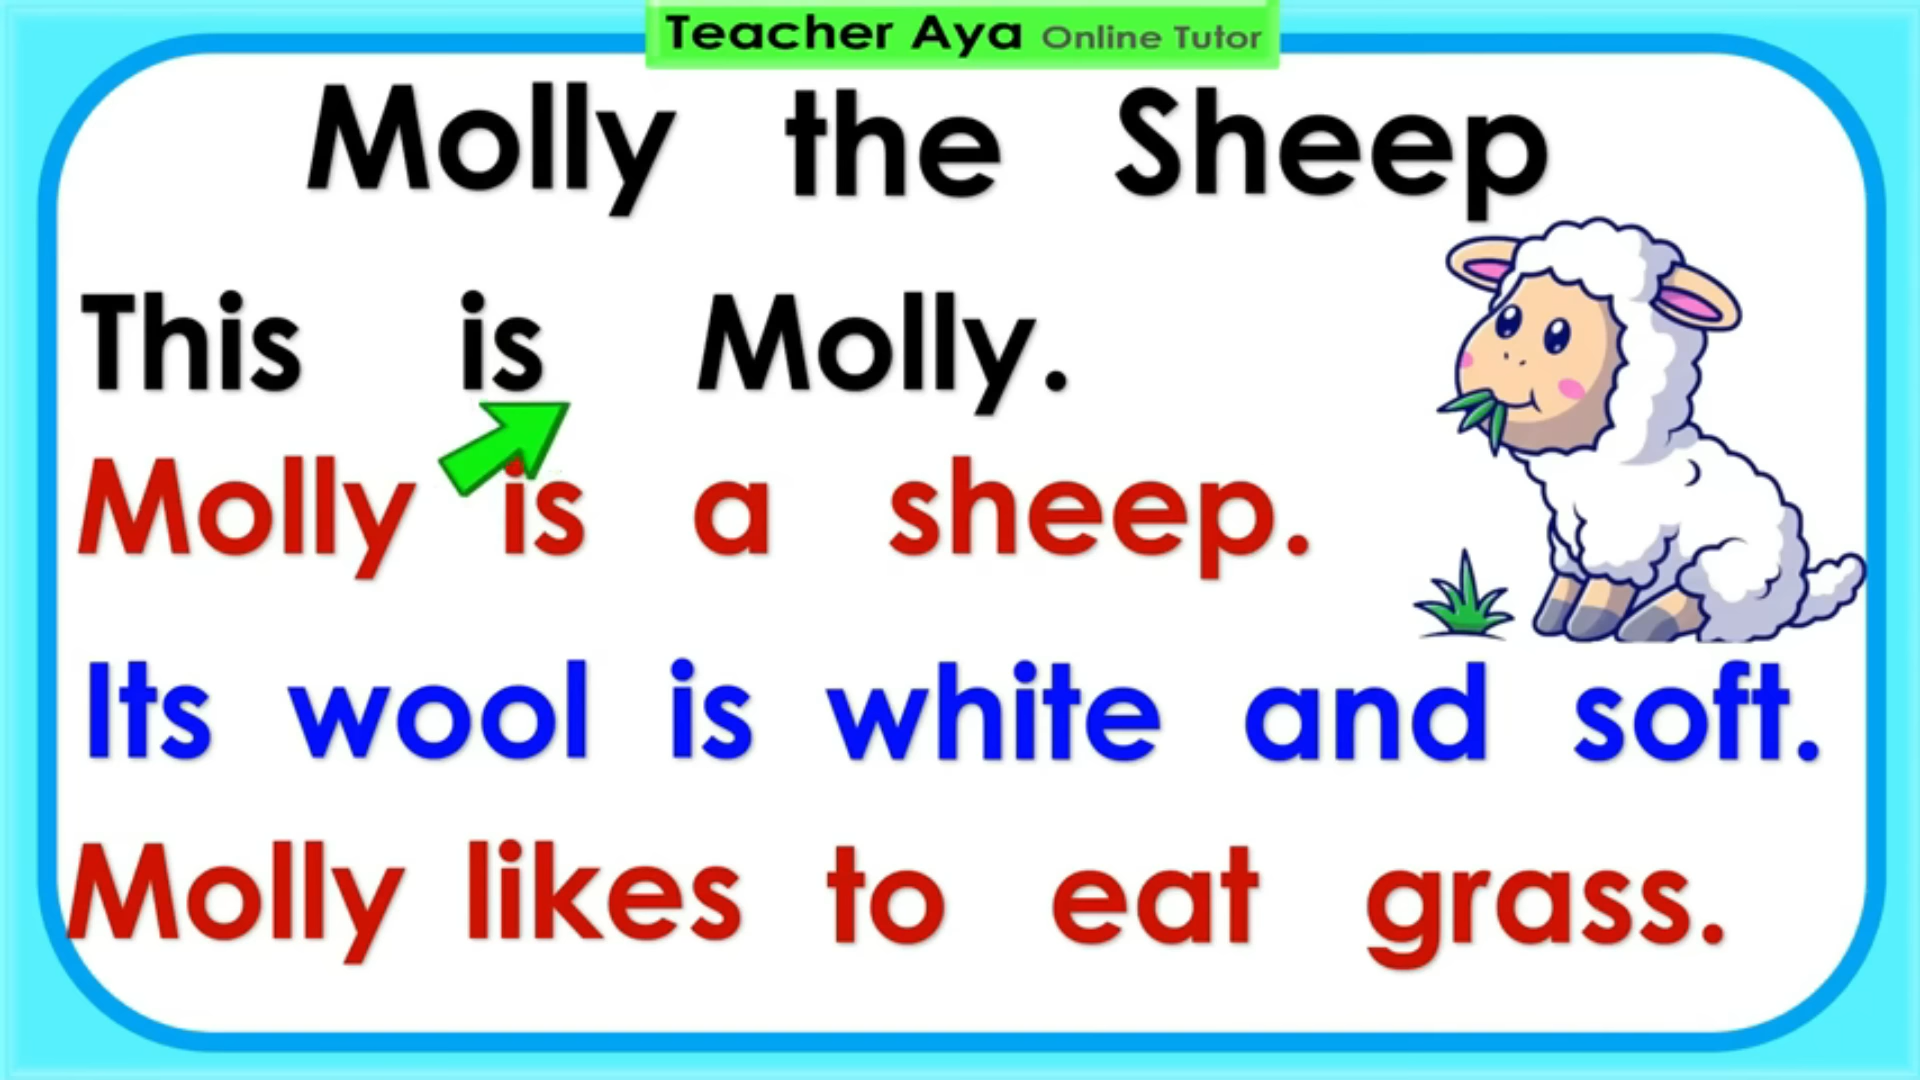 Teacher Aya Online Tutor
Molly the Sheep
This is Molly.
Molly is a sheep.
Its wool is white and soft.
Molly likes to eat grass.